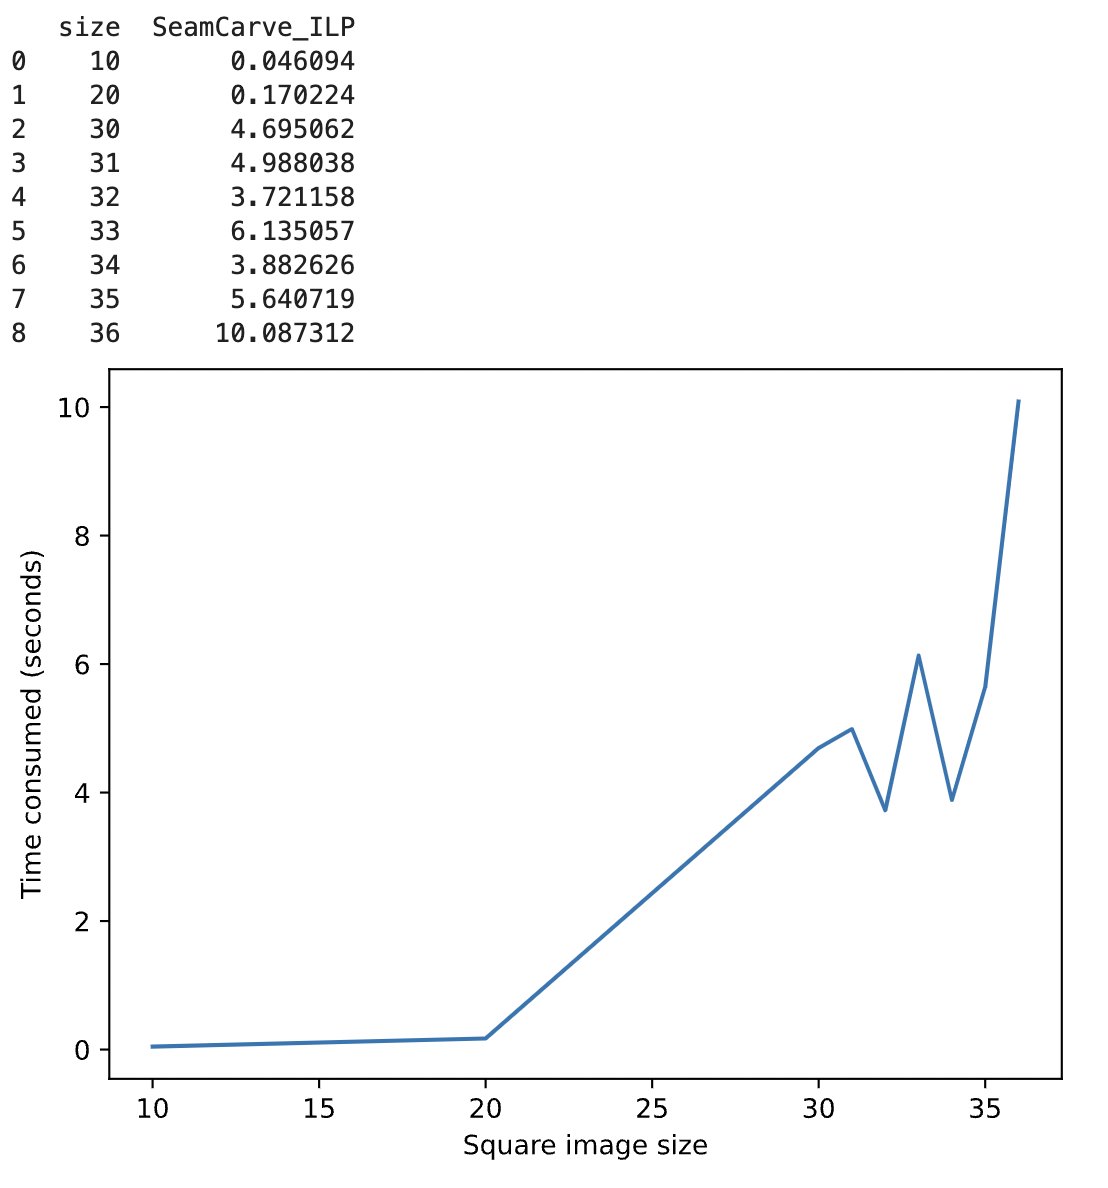 size SeamCarve_ILP
0 10 0.046094
1 20 0.170224
2 30 4.695062
3 31 4.988038
4 32 3.721158
5 33 6.135057
6 34 3.882626
7 35 5.640719
8 36 10.087312
10
8
6
4
2
0
Time consumed (seconds)
10 15 20 25 30 35
Square image size